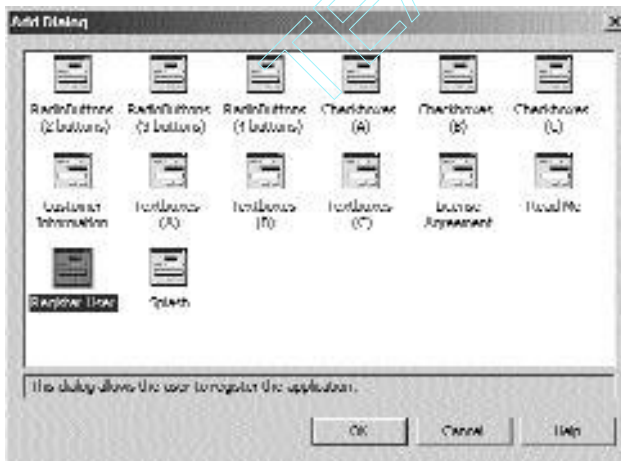 Add Dialog
RadioButtons RadioButtons RadioButtons Checkboxes Checkboxes Checkboxes
(2 buttons) (3 buttons) (4 buttons) (A) (B) (C)
Customer Textboxes Textboxes Textboxes License Read Me
Information (A) (B) (C) Agreement
Register User Splash
This dialog allows the user to register the application.
OK Cancel Help